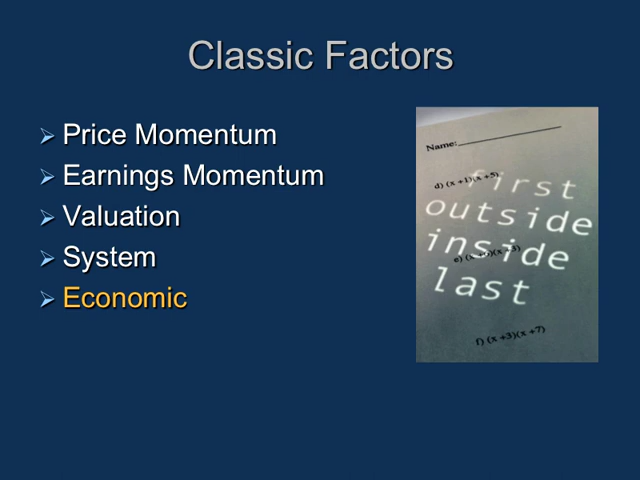 Classic Factors
Price Momentum
Earnings Momentum
Valuation
System
Economic
Name:
d) (x +1)(x +5)
first
outside
inside
last
f) (x +3)(x +7)